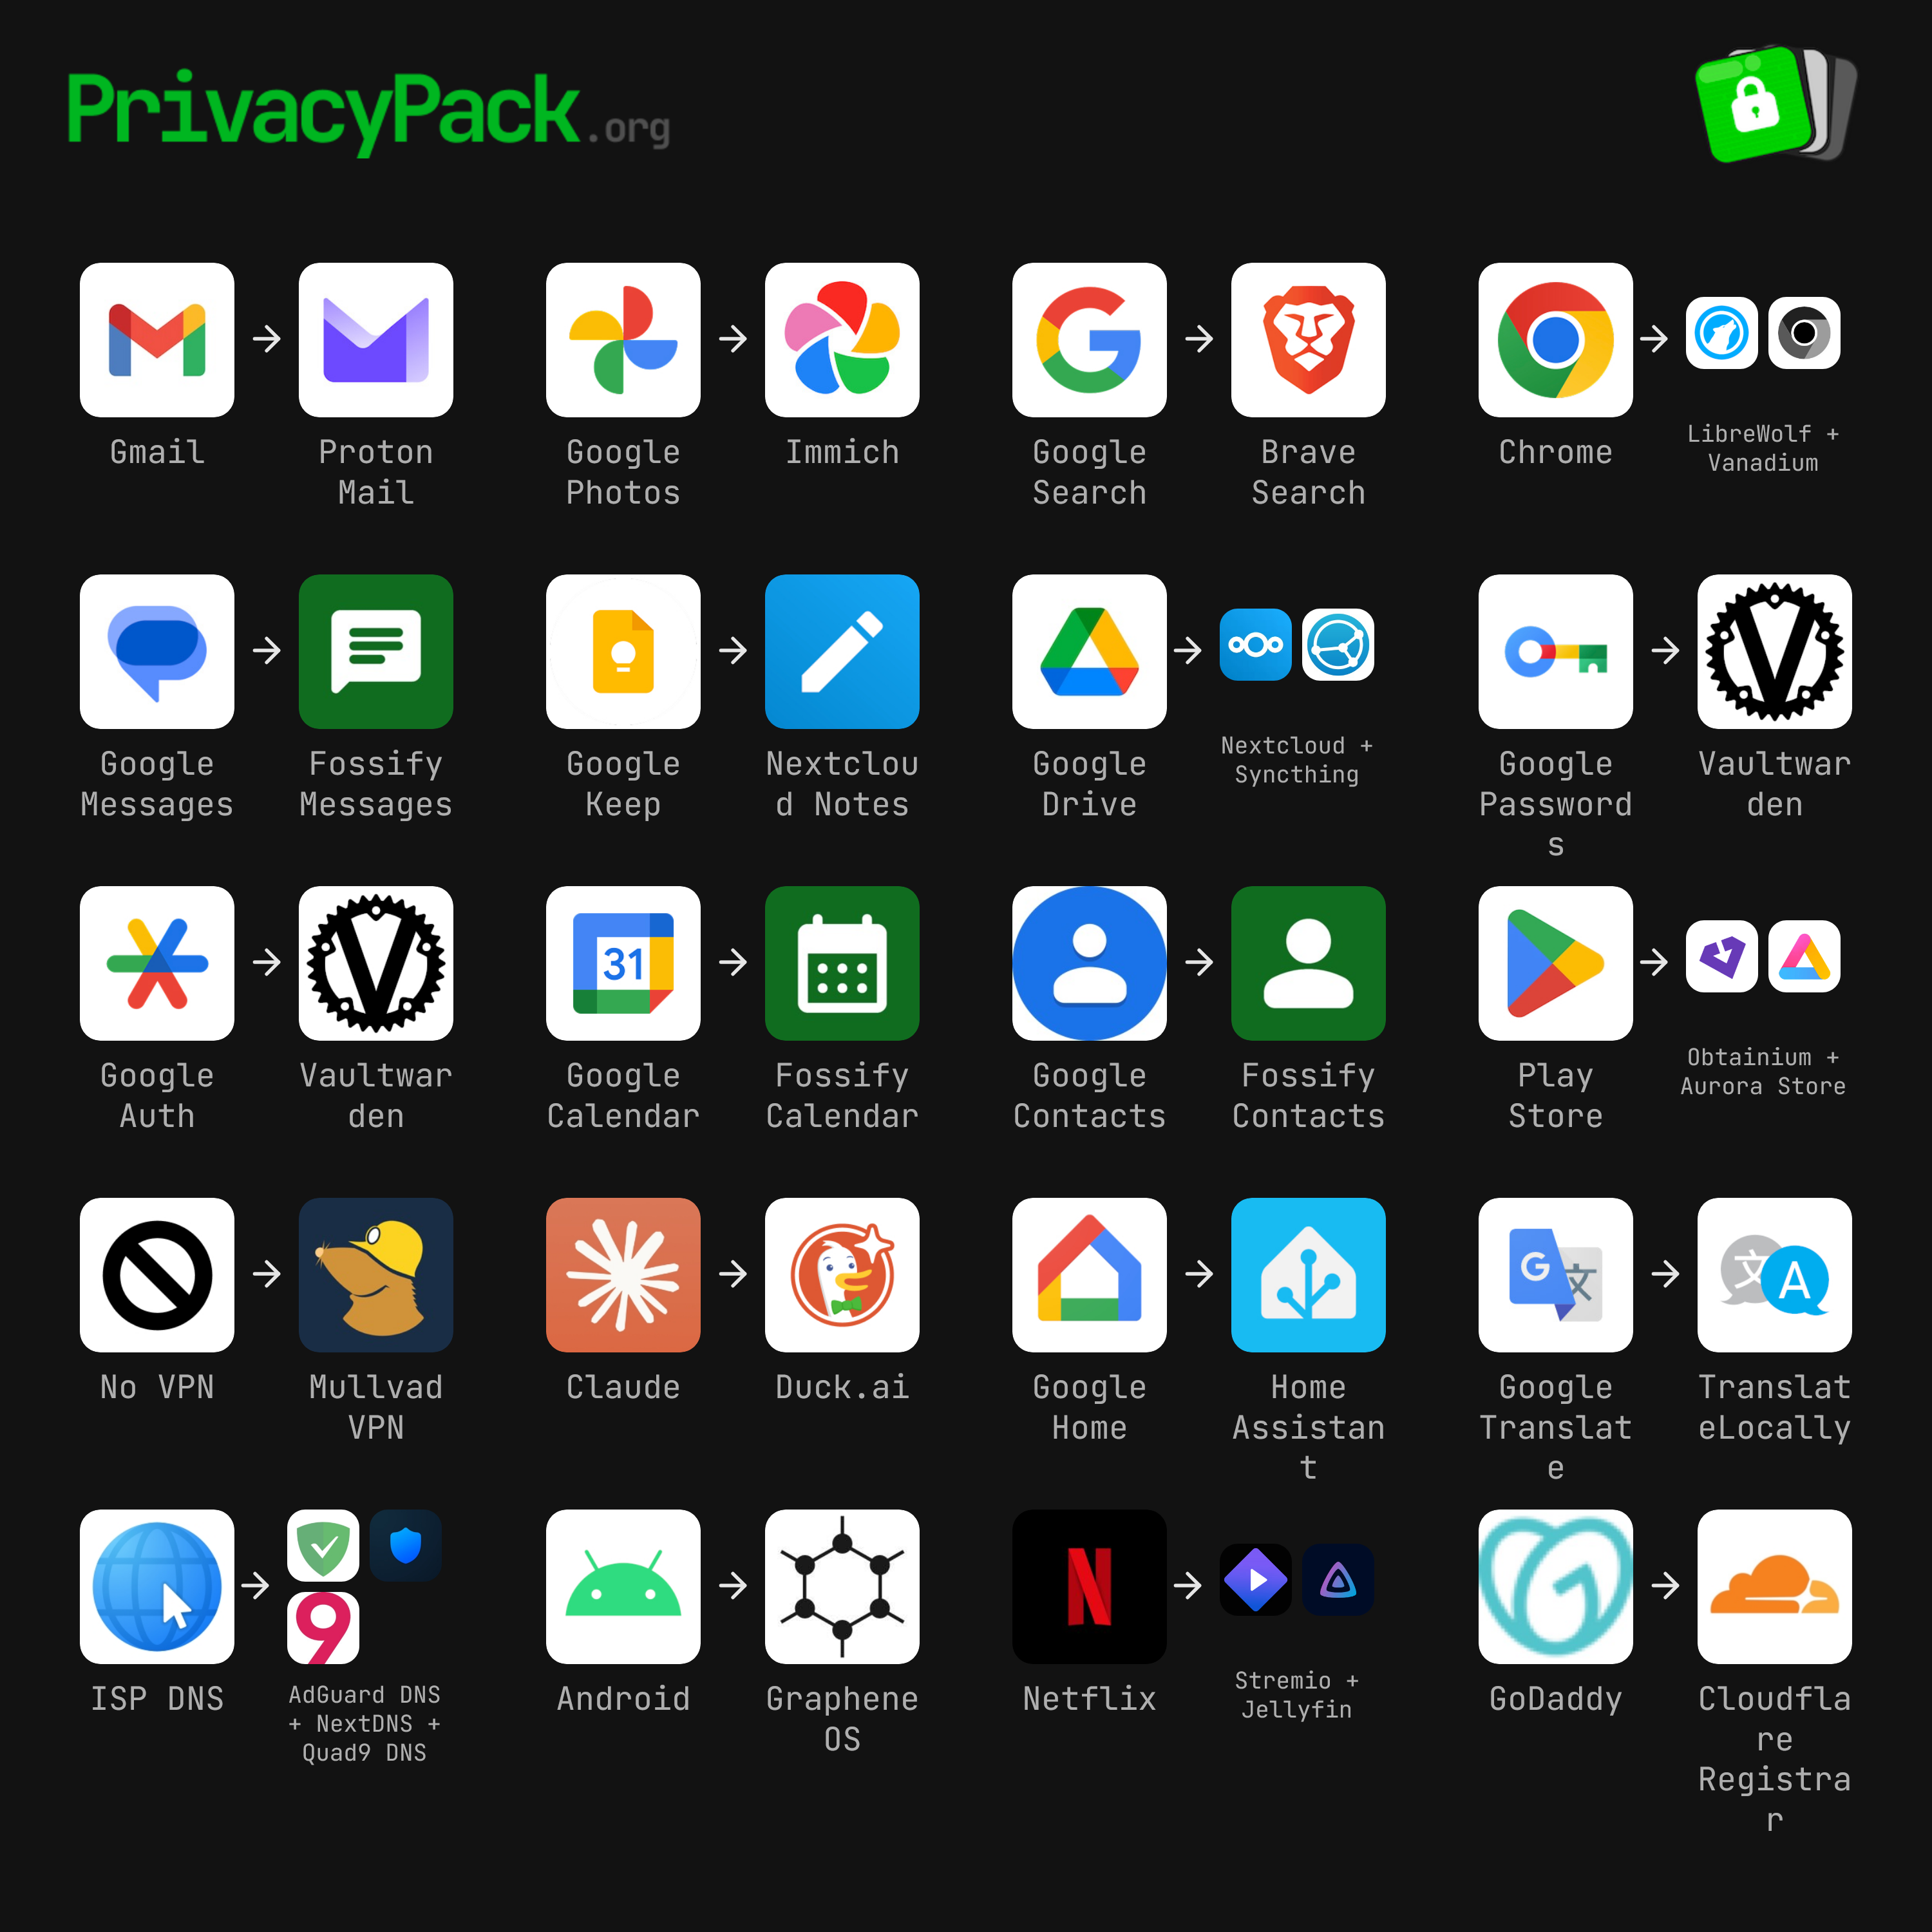 PrivacyPack.org
Gmail
Proton
Mail
Google
Photos
Immich
Google
Search
Brave
Search
Chrome
LibreWolf +
Vanadium
Google
Messages
Fossify
Messages
Google
Keep
Nextclou
d Notes
Google
Drive
Nextcloud +
Syncthing
Google
Password
s
Vaultwar
den
Google
Auth
Vaultwar
den
31
Google
Calendar
Fossify
Calendar
Google
Contacts
Fossify
Contacts
Play
Store
Obtainium +
Aurora Store
No VPN
Mullvad
VPN
Claude
Duck.ai
Google
Home
Home
Assistan
t
G 文
Google
Translat
e
文 A
Translat
eLocally
ISP DNS
9
AdGuard DNS
+ NextDNS +
Quad9 DNS
Android
Graphene
OS
N
Netflix
Stremio +
Jellyfin
GoDaddy
Cloudfla
re
Registra
r